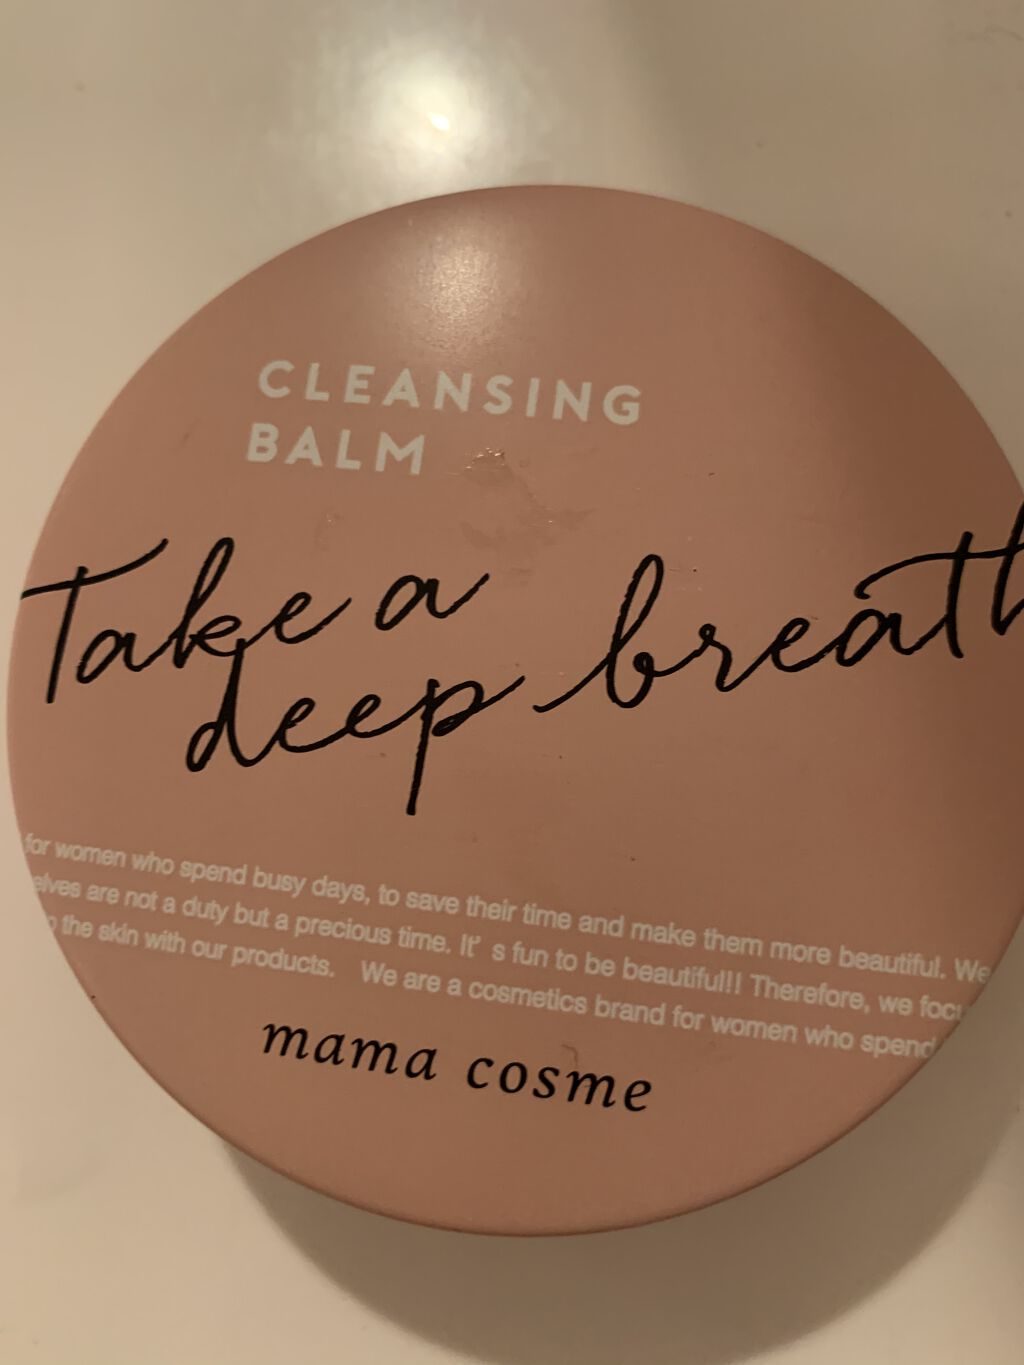 CLEANSING
BALM
Take a
deep breath
for women who spend busy days, to save their time and make them more beautiful. We
elves are not a duty but a precious time. It' s fun to be beautiful!! Therefore, we focu
o the skin with our products. We are a cosmetics brand for women who spend
mama cosme